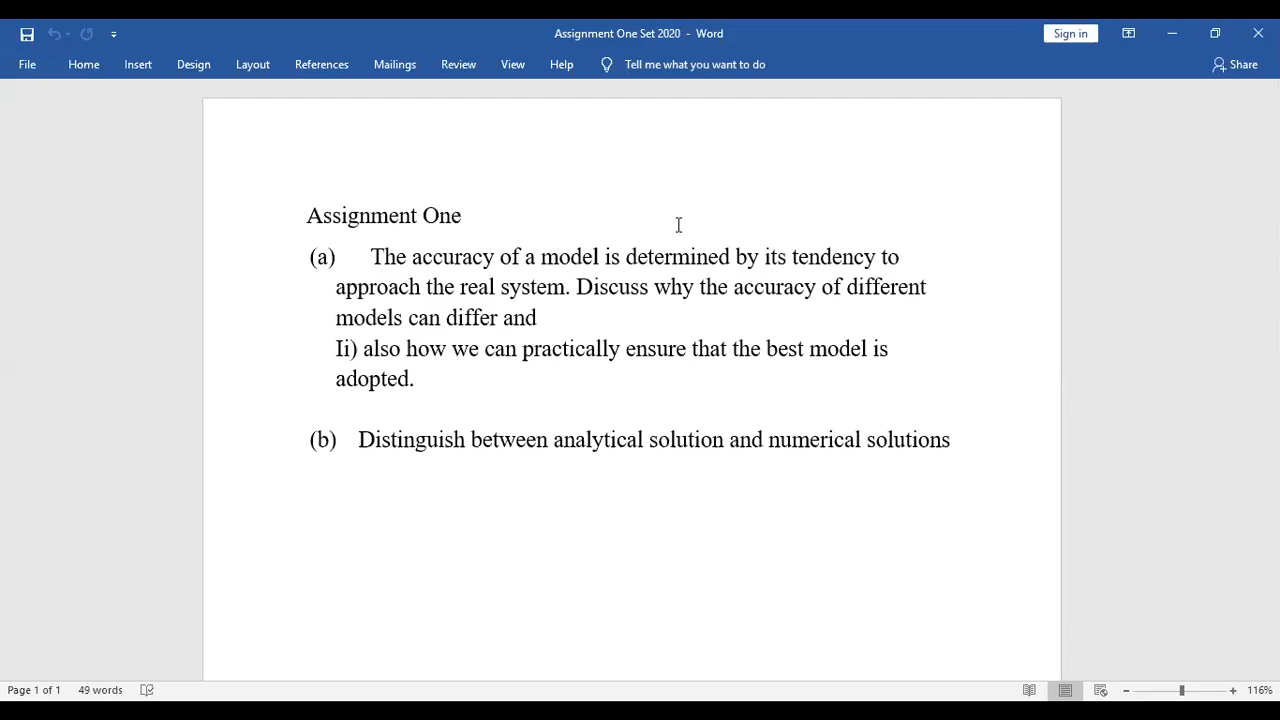 Assignment One Set 2020 - Word
Sign in
File Home Insert Design Layout References Mailings Review View Help Tell me what you want to do Share
Assignment One
(a) The accuracy of a model is determined by its tendency to
approach the real system. Discuss why the accuracy of different
models can differ and
Ii) also how we can practically ensure that the best model is
adopted.
(b) Distinguish between analytical solution and numerical solutions
Page 1 of 1 49 words 116%